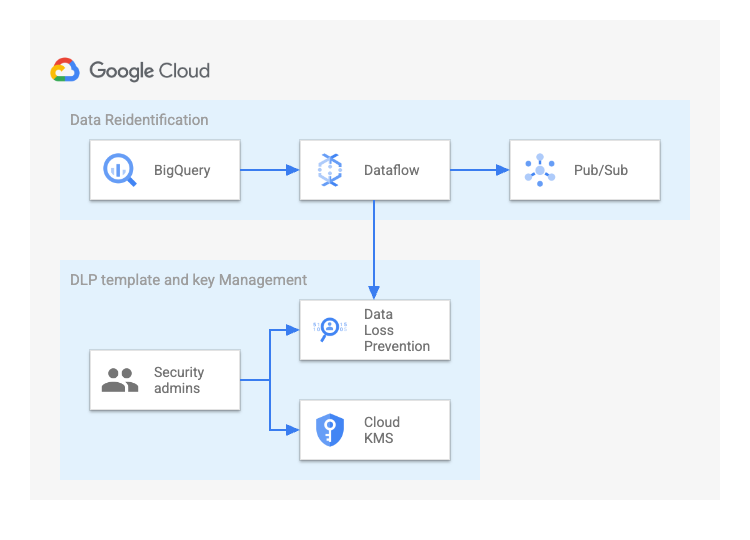 Google Cloud
Data Reidentification
BigQuery
Dataflow
Pub/Sub
DLP template and key Management
Data
Loss
Prevention
Security
admins
Cloud
KMS